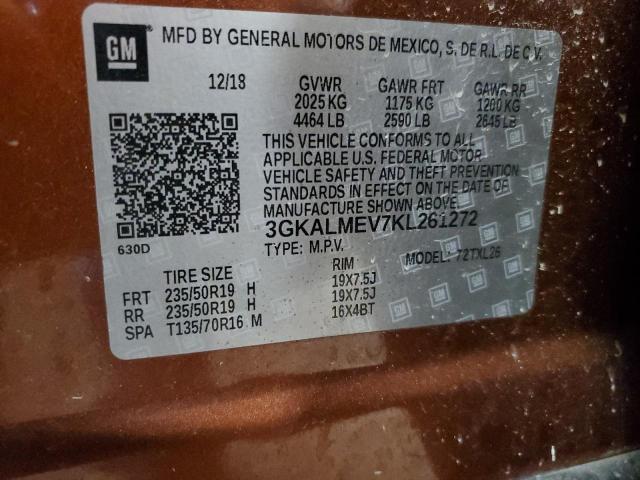 GM
MFD BY GENERAL MOTORS DE MEXICO, S. DE R.L. DE C.V.
12/18 GVWR GAWR FRT GAWR RR
2025 KG 1175 KG 1200 KG
4464 LB 2590 LB 2645 LB
THIS VEHICLE CONFORMS TO ALL
APPLICABLE U.S. FEDERAL MOTOR
VEHICLE SAFETY AND THEFT PREVENTION
STANDARDS IN EFFECT ON THE DATE OF
MANUFACTURE SHOWN ABOVE.
3GKALMEV7KL261272
630D
TYPE: M.P.V. MODEL: 72TXL26
TIRE SIZE RIM
FRT 235/50R19 H 19X7.5J
RR 235/50R19 H 19X7.5J
SPA T135/70R16 M 16X4BT